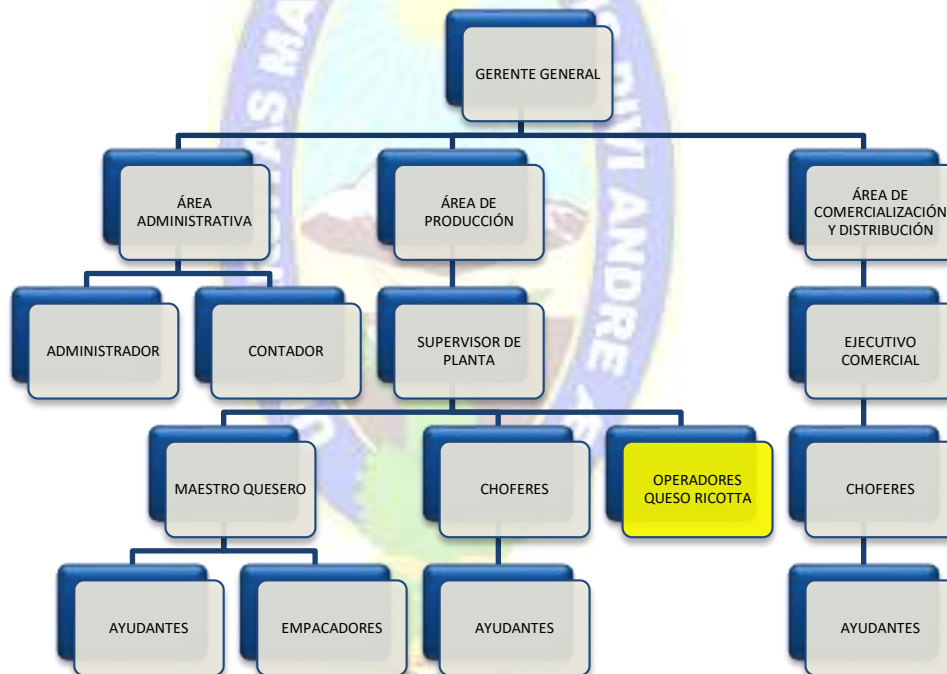 GERENTE GENERAL
ÁREA
ADMINISTRATIVA
ÁREA DE
PRODUCCIÓN
ÁREA DE
COMERCIALIZACIÓN
Y DISTRIBUCIÓN
ADMINISTRADOR
CONTADOR
SUPERVISOR DE
PLANTA
EJECUTIVO
COMERCIAL
MAESTRO QUESERO
CHOFERES
OPERADORES
QUESO RICOTTA
CHOFERES
AYUDANTES
EMPACADORES
AYUDANTES
AYUDANTES